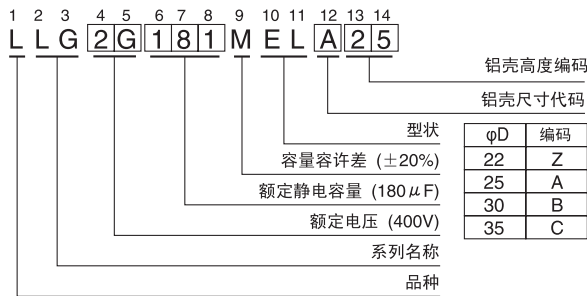 1 2 3 4 5 6 7 8 9 10 11 12 13 14
L L G 2 G 1 8 1 M E L A 2 5
铝壳高度编码
铝壳尺寸代码
型状
容量容许差 (±20%)
额定静电容量 (180μF)
额定电压 (400V)
系列名称
品种
φD 编码
22 Z
25 A
30 B
35 C